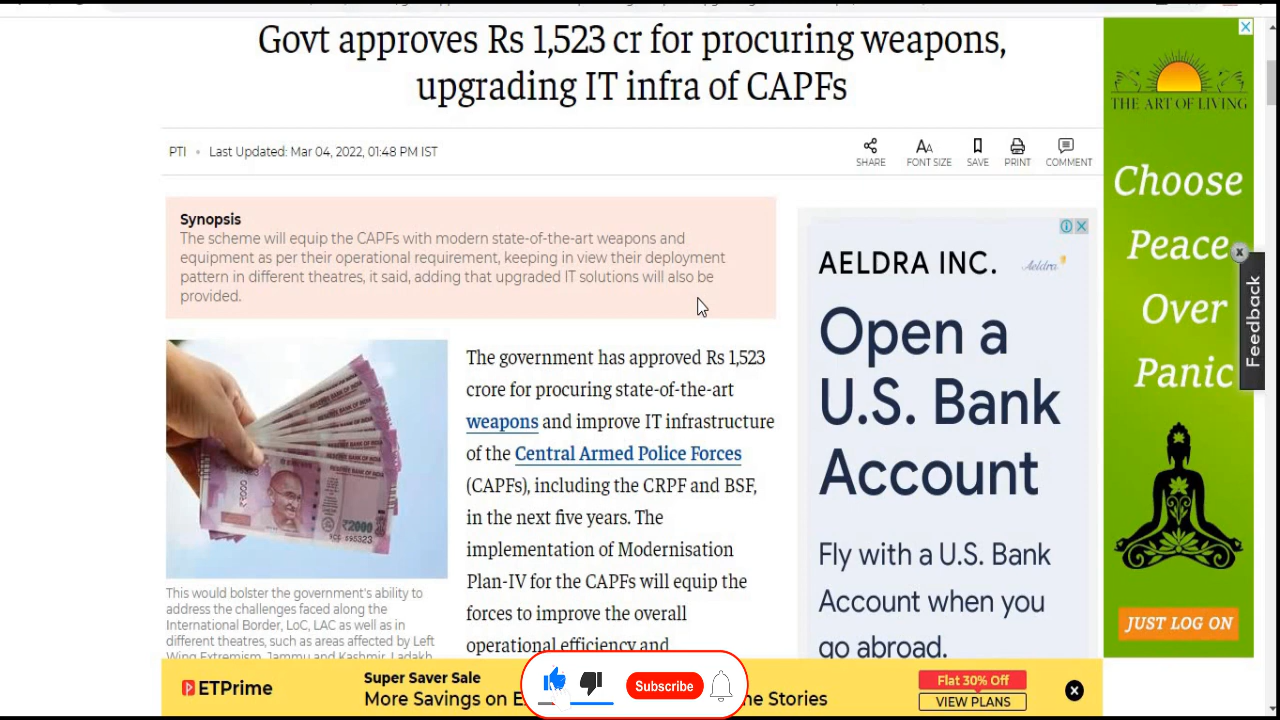 Govt approves Rs 1,523 cr for procuring weapons,
upgrading IT infra of CAPFs
PTI • Last Updated: Mar 04, 2022, 01:48 PM IST
SHARE
FONT SIZE
SAVE
PRINT
COMMENT
Synopsis
The scheme will equip the CAPFs with modern state-of-the-art weapons and
equipment as per their operational requirement, keeping in view their deployment
pattern in different theatres, it said, adding that upgraded IT solutions will also be
provided.
RESERVE BANK OF INDIA
₹2000
This would bolster the government's ability to
address the challenges faced along the
International Border, LoC, LAC as well as in
different theatres, such as areas affected by Left
Wing Extremism, Jammu and Kashmir, Ladakh
The government has approved Rs 1,523
crore for procuring state-of-the-art
weapons and improve IT infrastructure
of the Central Armed Police Forces
(CAPFs), including the CRPF and BSF,
in the next five years. The
implementation of Modernisation
Plan-IV for the CAPFs will equip the
forces to improve the overall
operational efficiency and
AELDRA INC.
Aeldra
Open a
U.S. Bank
Account
Fly with a U.S. Bank
Account when you
go abroad.
THE ART OF LIVING
Choose
Peace
Over
Panic
JUST LOG ON
x
Feedback
ETPrime
Super Saver Sale
More Savings on E
ne Stories
Flat 30% Off
VIEW PLANS
Subscribe